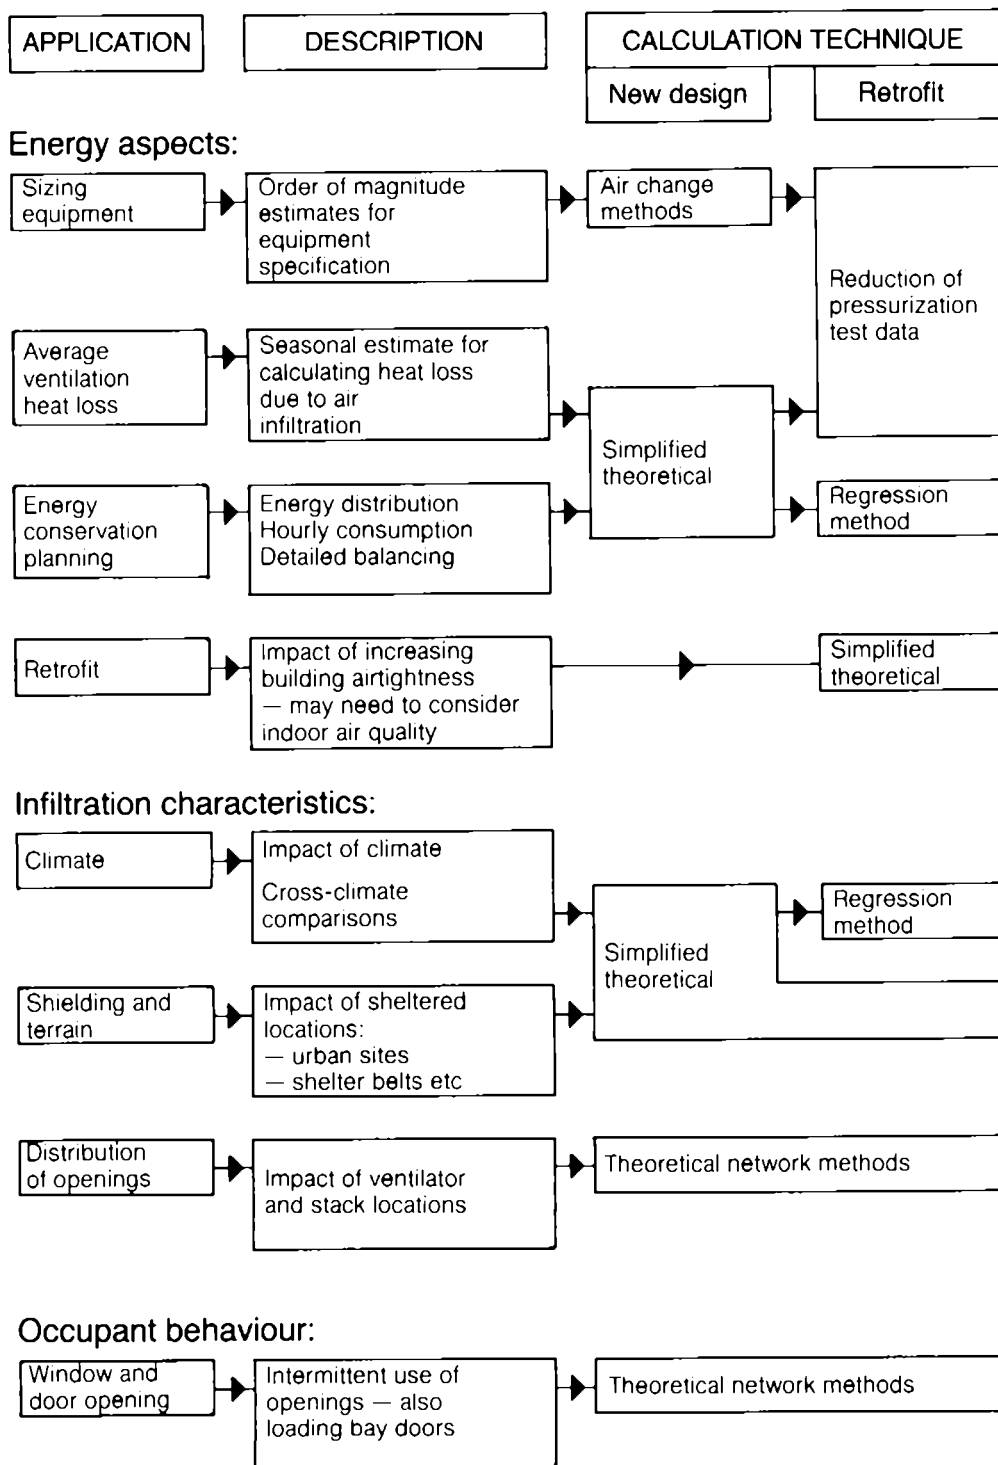 APPLICATION
DESCRIPTION
CALCULATION TECHNIQUE
New design
Retrofit
Energy aspects:
Sizing
equipment
Order of magnitude
estimates for
equipment
specification
Air change
methods
Reduction of
pressurization
test data
Average
ventilation
heat loss
Seasonal estimate for
calculating heat loss
due to air
infiltration
Simplified
theoretical
Energy
conservation
planning
Energy distribution
Hourly consumption
Detailed balancing
Regression
method
Retrofit
Impact of increasing
building airtightness
— may need to consider
indoor air quality
Simplified
theoretical
Infiltration characteristics:
Climate
Impact of climate
Cross-climate
comparisons
Simplified
theoretical
Regression
method
Shielding and
terrain
Impact of sheltered
locations:
— urban sites
— shelter belts etc
Distribution
of openings
Impact of ventilator
and stack locations
Theoretical network methods
Occupant behaviour:
Window and
door opening
Intermittent use of
openings — also
loading bay doors
Theoretical network methods